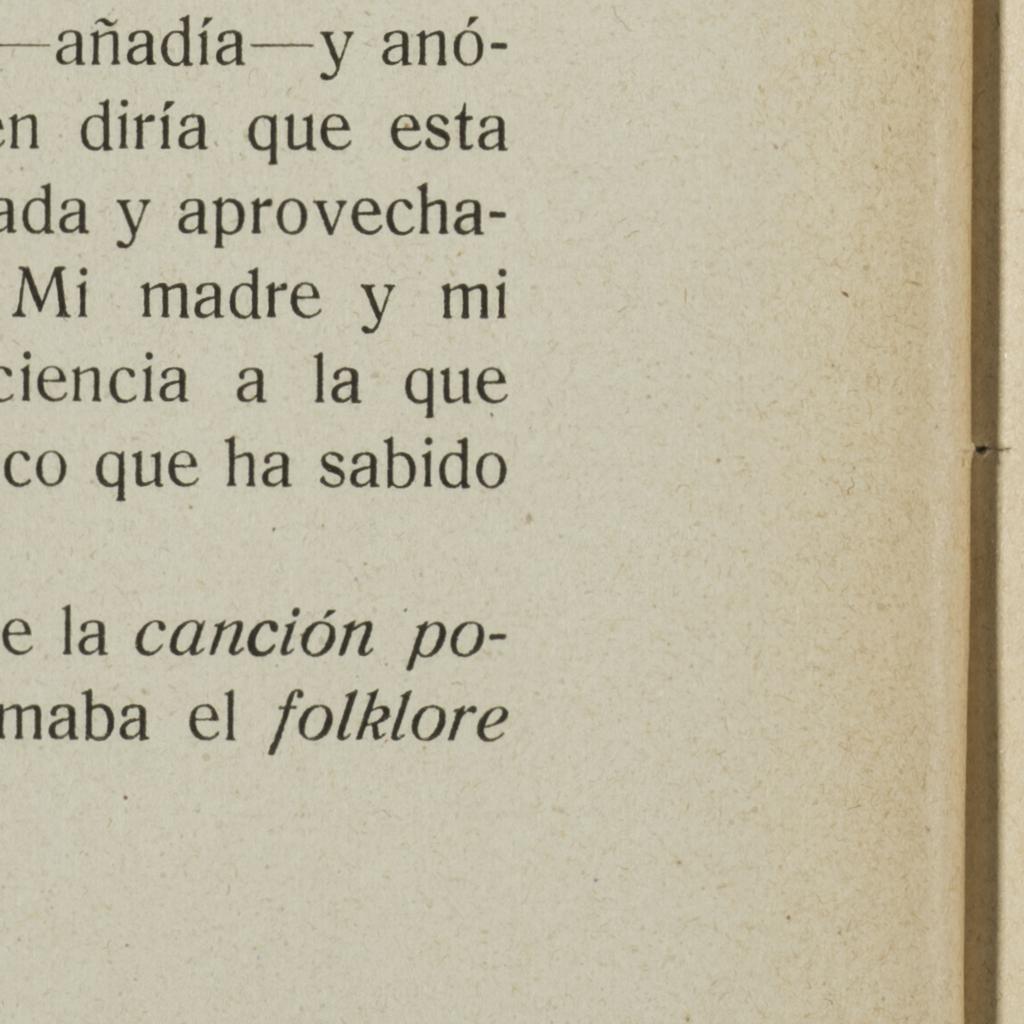 —añadía—y anó-
en diría que esta
ada y aprovecha-
Mi madre y mi
ciencia a la que
co que ha sabido
e la canción po-
maba el folklore